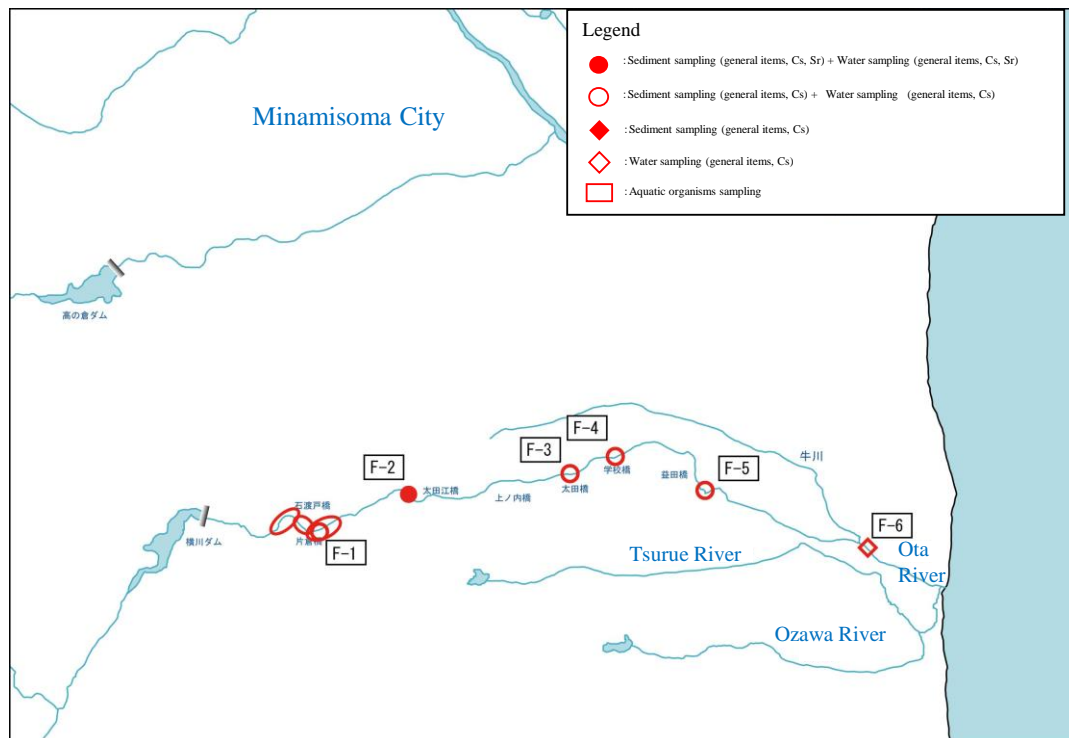 Legend
:Sediment sampling (general items, Cs, Sr) + Water sampling (general items, Cs, Sr)
:Sediment sampling (general items, Cs) + Water sampling (general items, Cs)
:Sediment sampling (general items, Cs)
:Water sampling (general items, Cs)
:Aquatic organisms sampling
Minamisoma City
高の倉ダム
F-4
F-3
学校橋
牛川
F-2
太田江橋
太田橋
益田橋
F-5
上ノ内橋
石渡戸橋
横川ダム
片倉橋
F-1
F-6
Tsurue River
Ota
River
Ozawa River